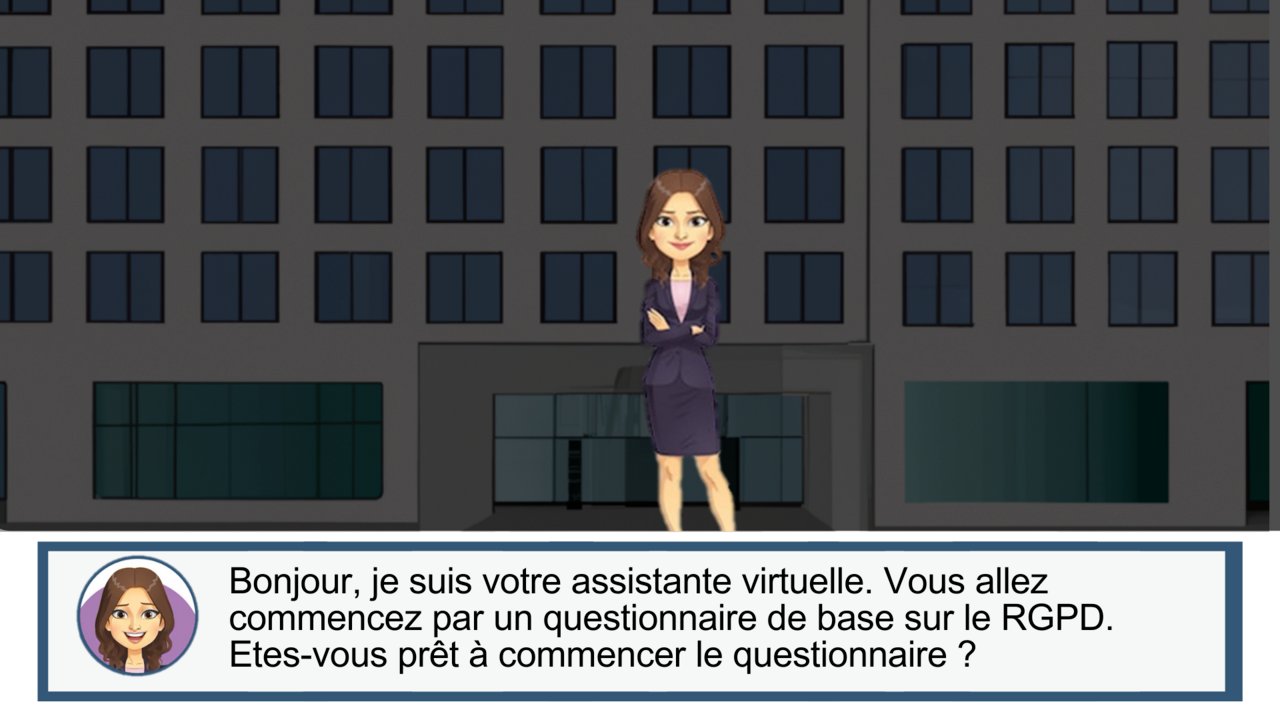 Bonjour, je suis votre assistante virtuelle. Vous allez
commencez par un questionnaire de base sur le RGPD.
Etes-vous prêt à commencer le questionnaire ?